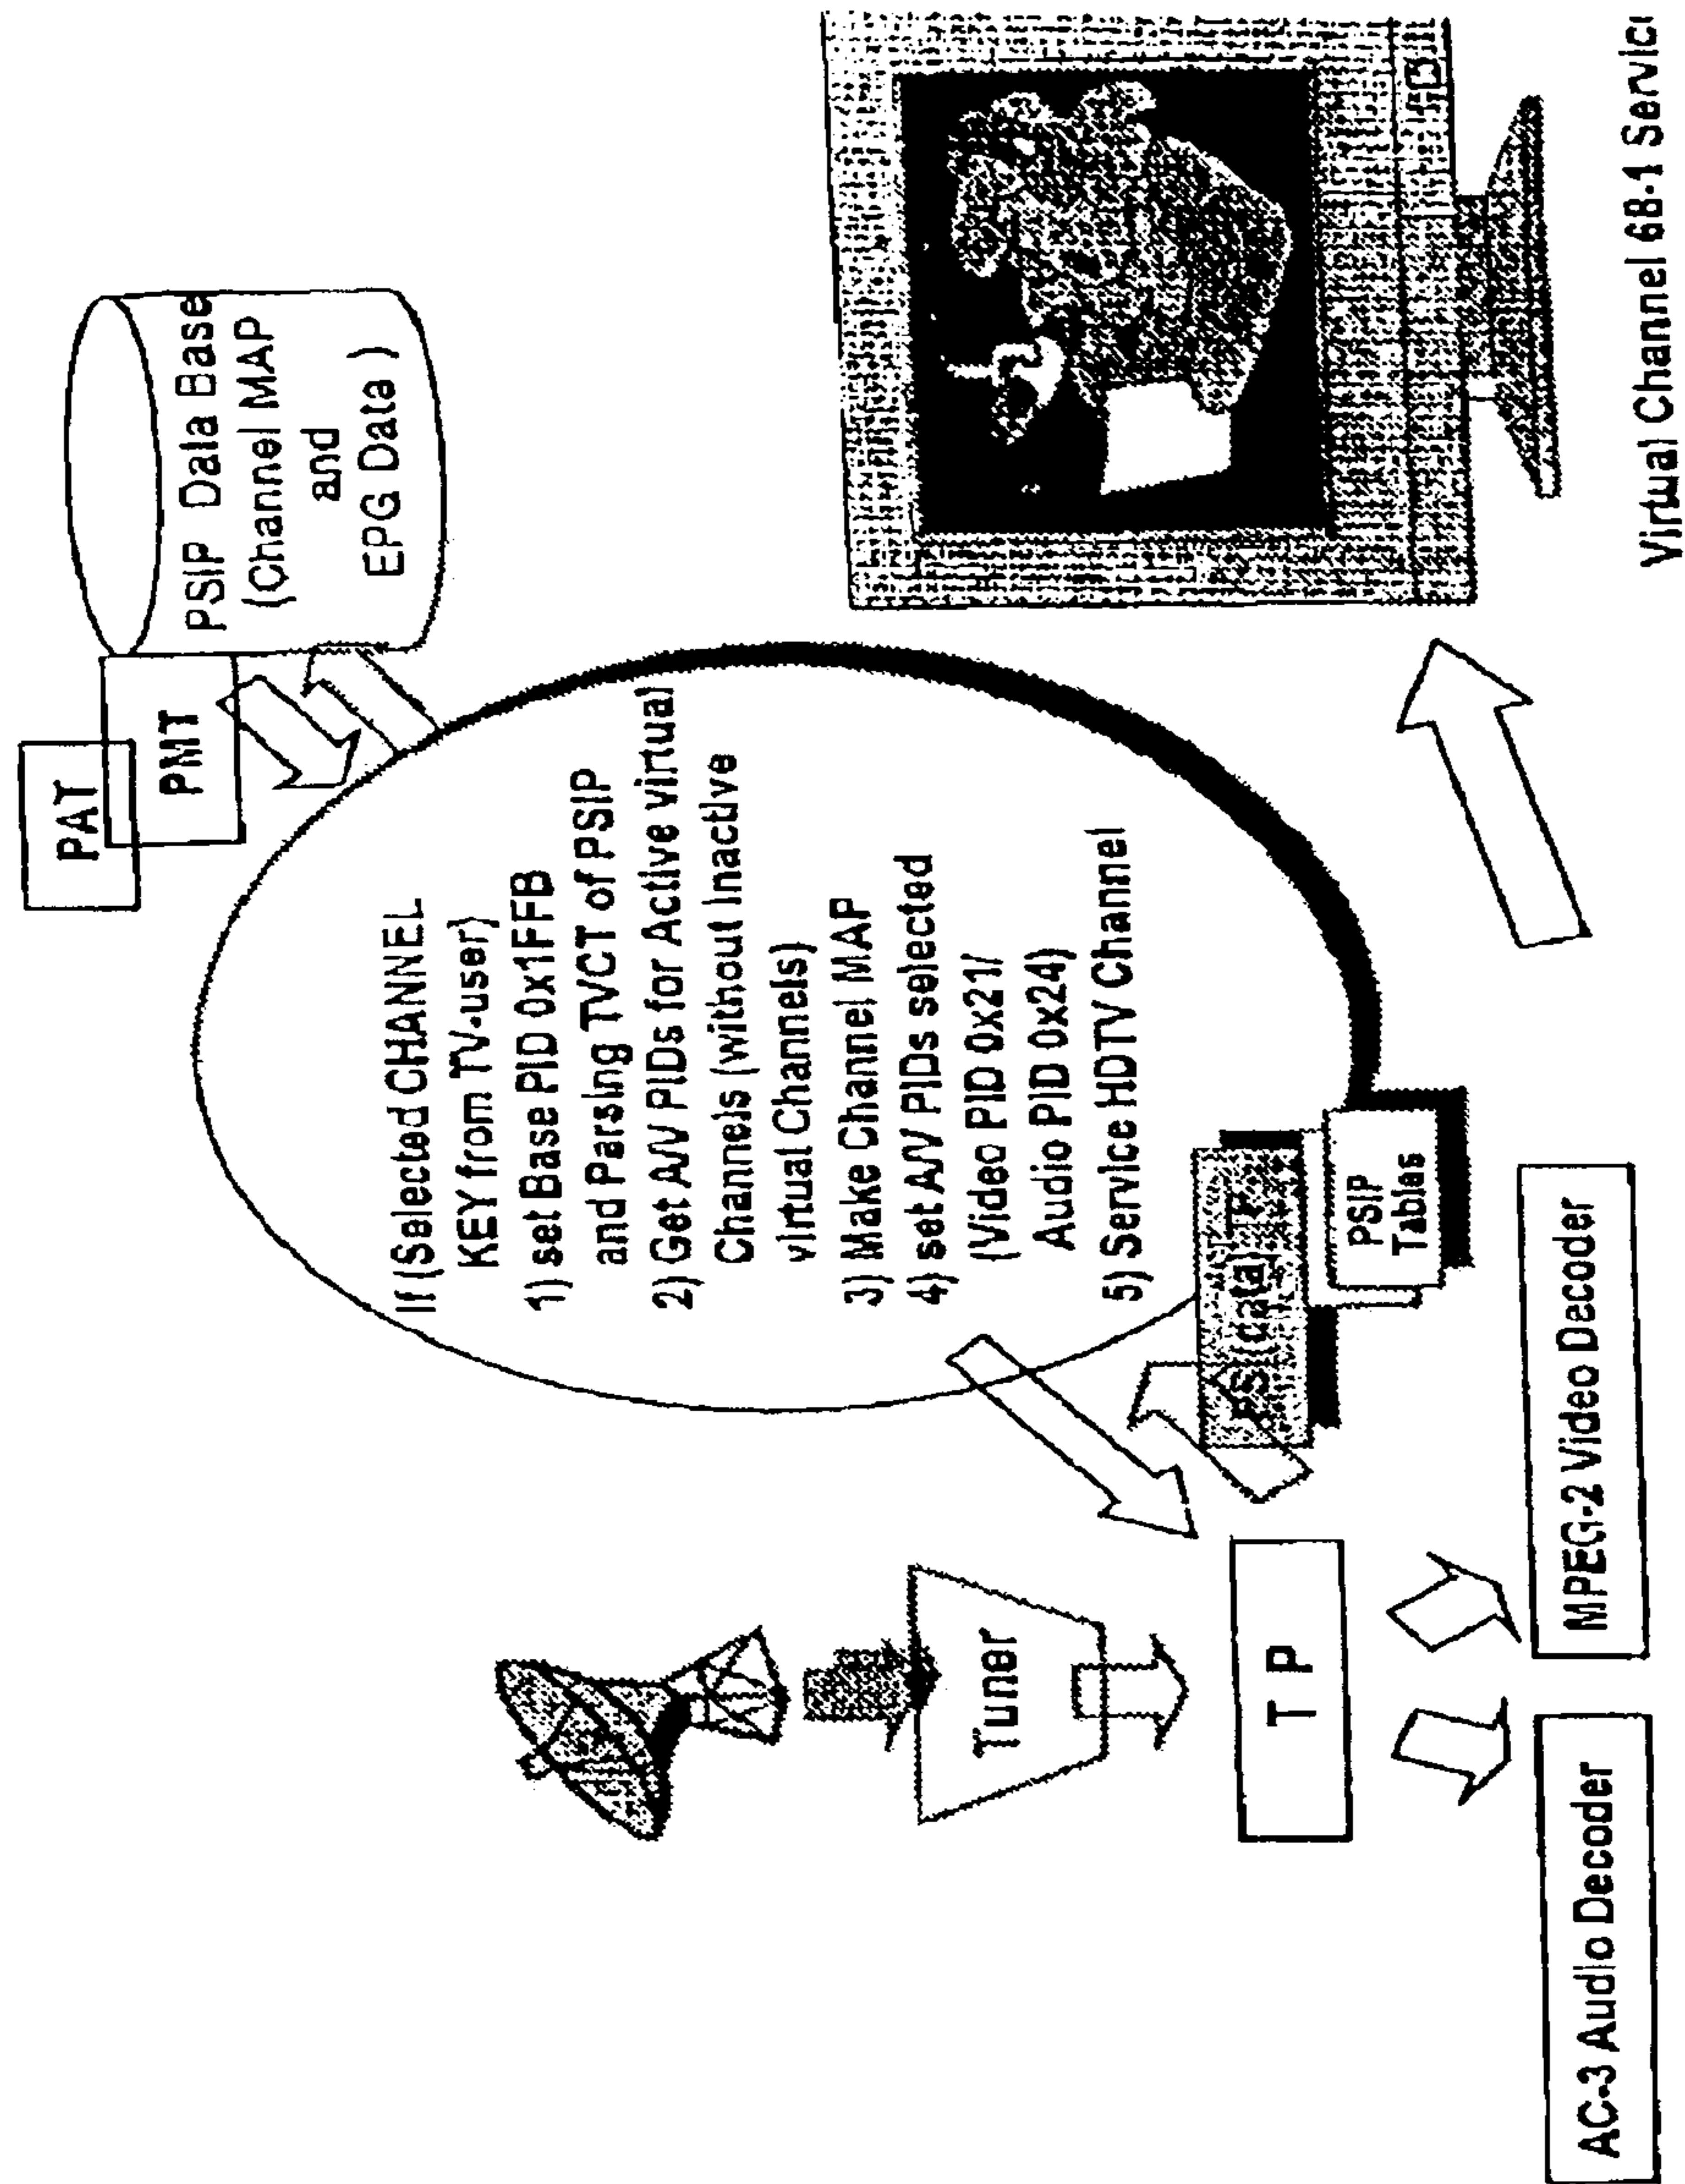 PAT
PMT
PSIP Data Base
(Channel MAP
and
EPG Data )
If (Selected CHANNEL
KEY from TV-user)
1) set Base PID 0x1FFB
and Parsing TVCT of PSIP
2) Get A/V PIDs for Active virtual
Channels (without Inactive
virtual Channels)
3) Make Channel MAP
4) set A/V PIDs selected
(Video PID 0x21/
Audio PID 0x24)
5) Service HDTV Channel
Tuner
T P
PSI data
PSIP
Tables
AC-3 Audio Decoder
MPEG-2 Video Decoder
Virtual Channel 68-1